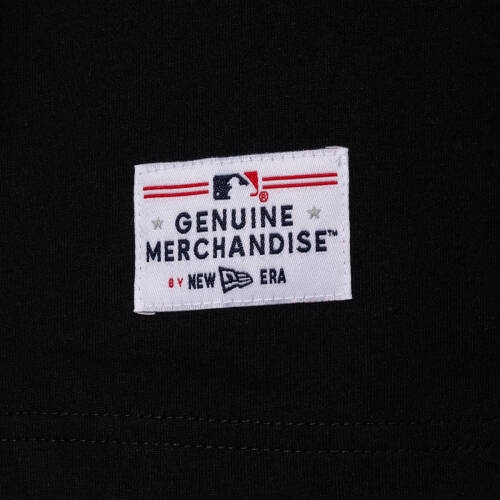 ®
GENUINE
MERCHANDISE™
BY NEW ERA